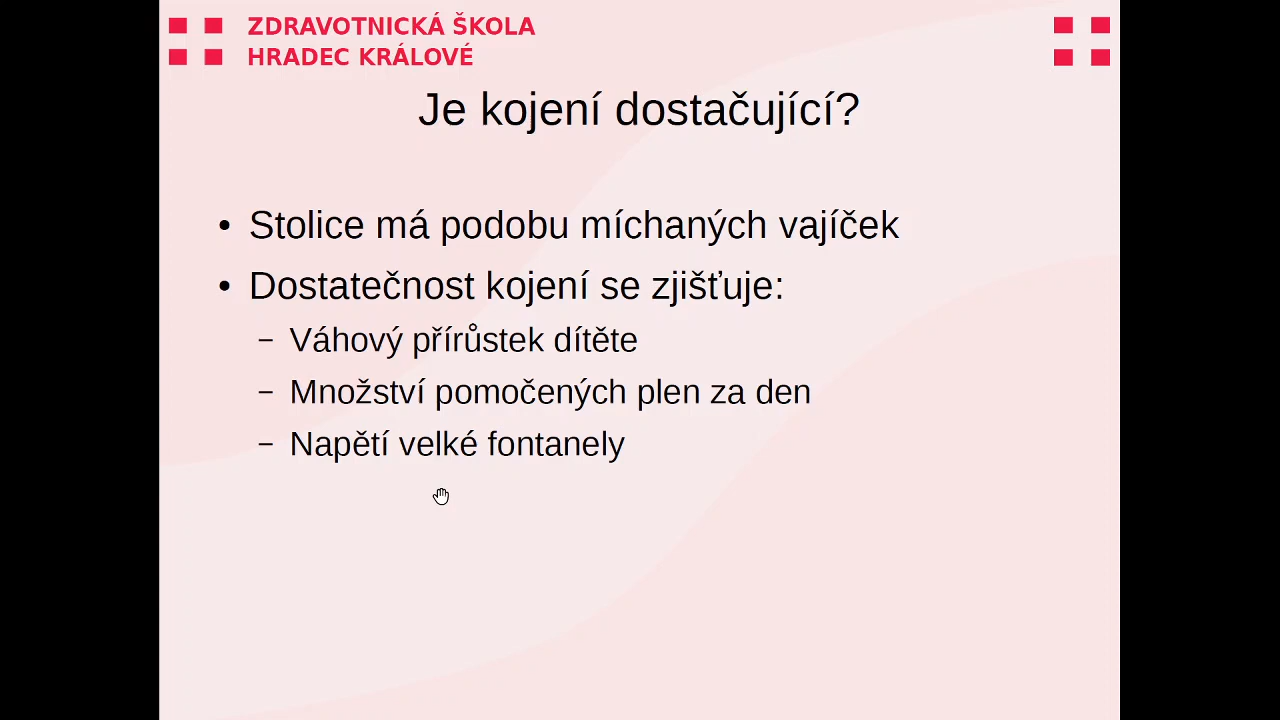 ZDRAVOTNICKÁ ŠKOLA
HRADEC KRÁLOVÉ
Je kojení dostačující?
• Stolice má podobu míchaných vajíček
• Dostatečnost kojení se zjišťuje:
– Váhový přírůstek dítěte
– Množství pomočených plen za den
– Napětí velké fontanely